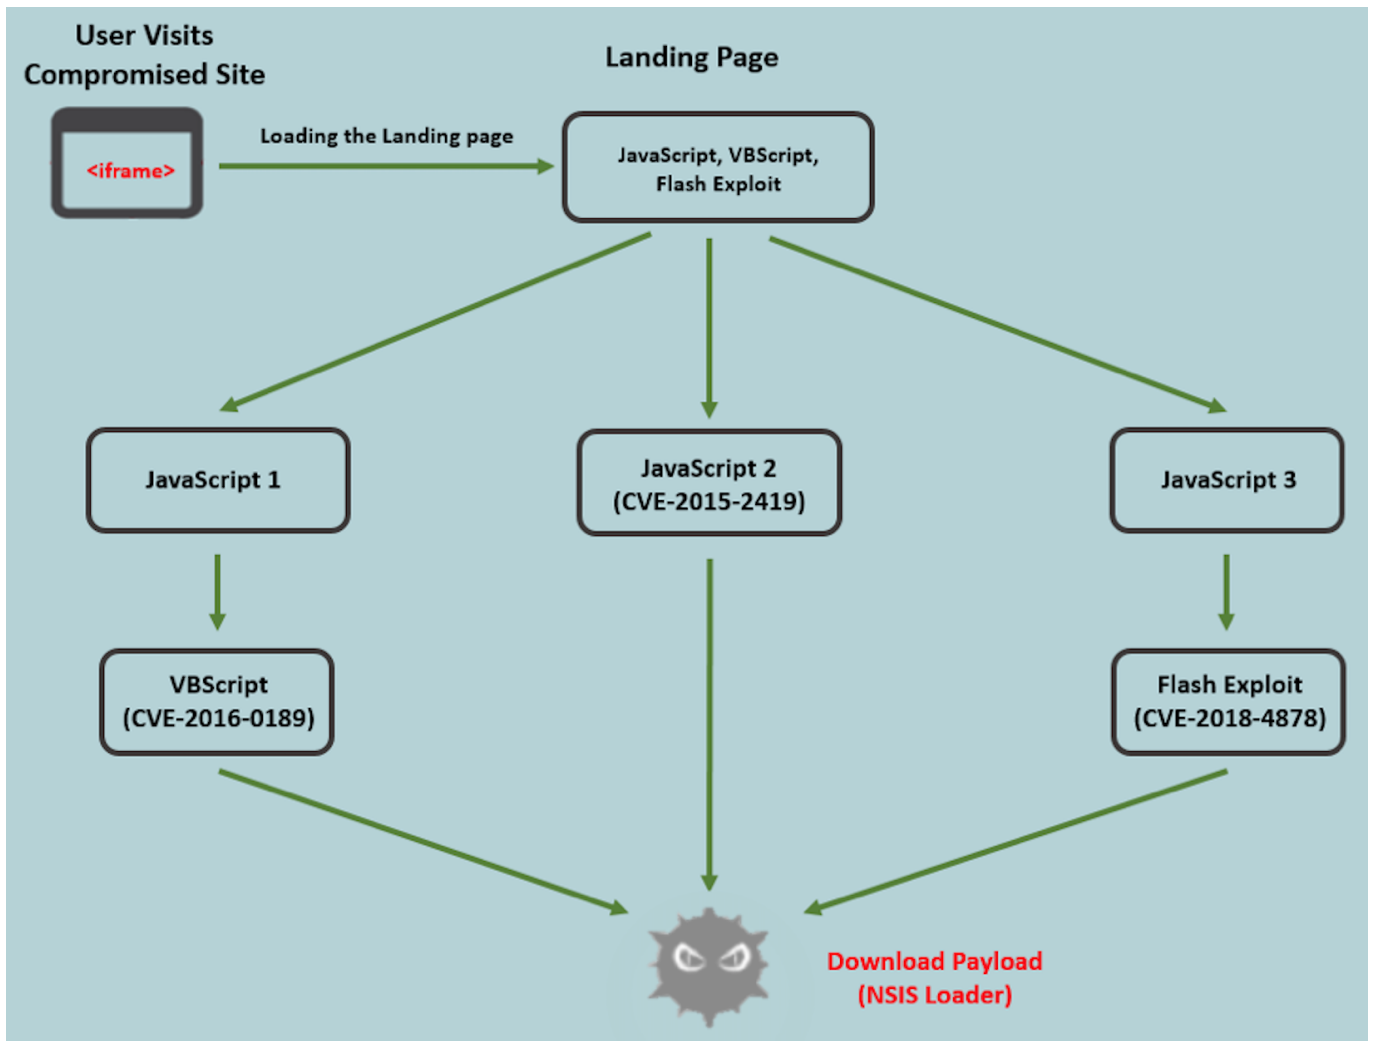 User Visits
Compromised Site
<iframe>
Loading the Landing page
Landing Page
JavaScript, VBScript,
Flash Exploit
JavaScript 1
JavaScript 2
(CVE-2015-2419)
JavaScript 3
VBScript
(CVE-2016-0189)
Flash Exploit
(CVE-2018-4878)
Download Payload
(NSIS Loader)